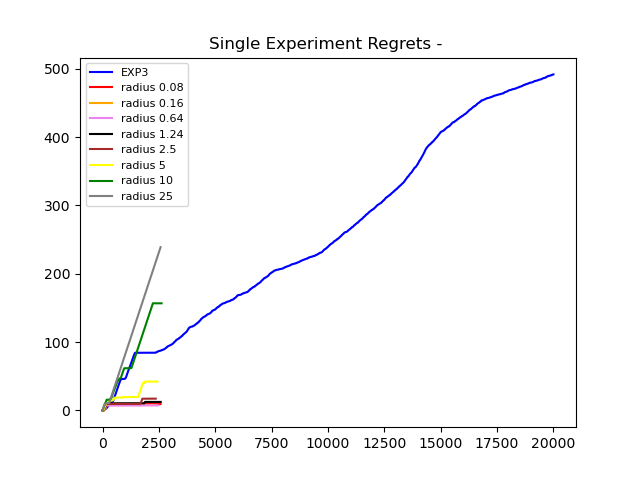 Single Experiment Regrets -
EXP3
radius 0.08
radius 0.16
radius 0.64
radius 1.24
radius 2.5
radius 5
radius 10
radius 25
500
400
300
200
100
0
0 2500 5000 7500 10000 12500 15000 17500 20000